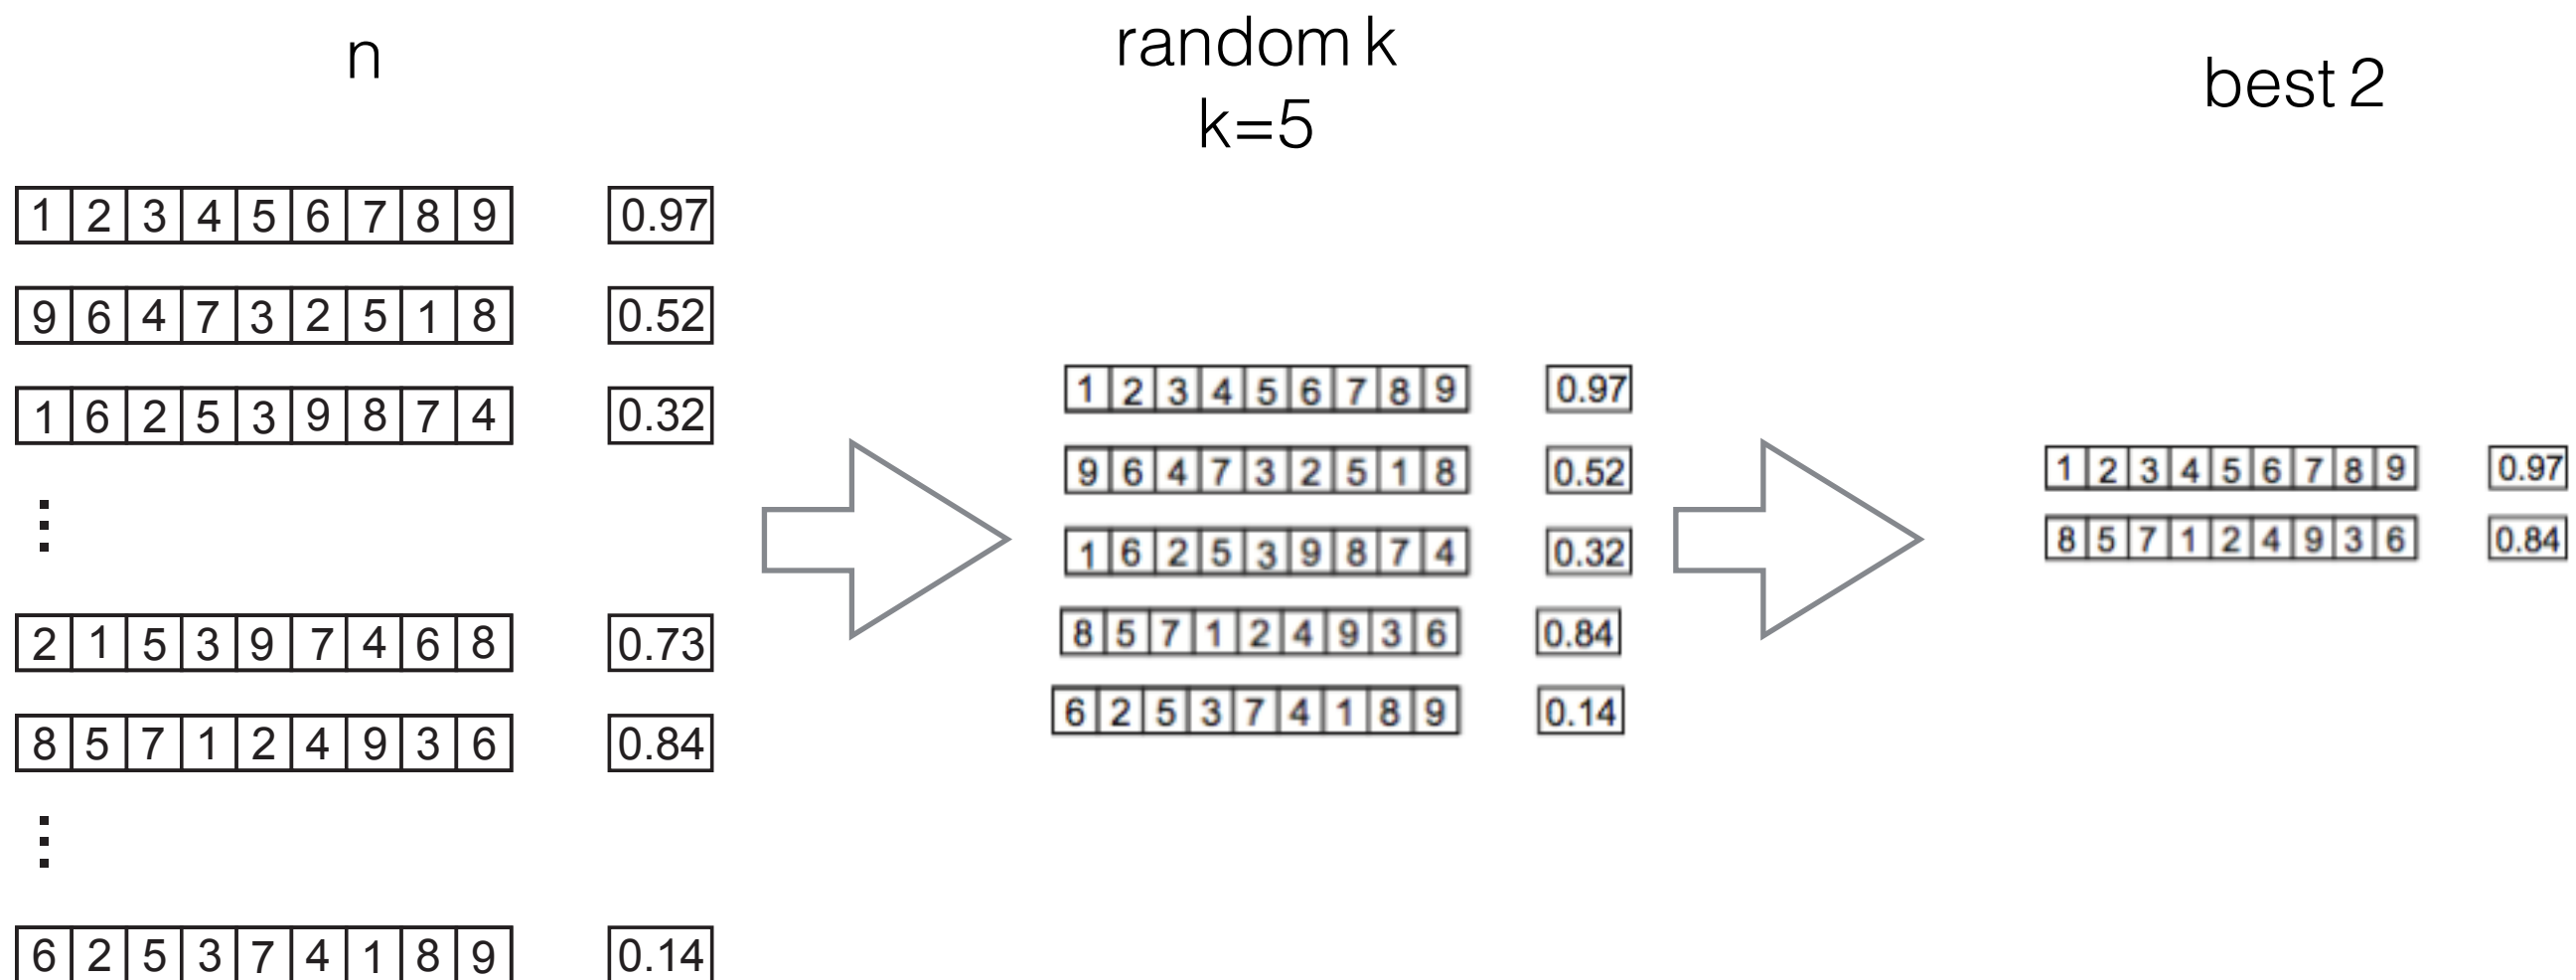 n
1 2 3 4 5 6 7 8 9 0.97
9 6 4 7 3 2 5 1 8 0.52
1 6 2 5 3 9 8 7 4 0.32
⋮
2 1 5 3 9 7 4 6 8 0.73
8 5 7 1 2 4 9 3 6 0.84
⋮
6 2 5 3 7 4 1 8 9 0.14
random k
k=5
1 2 3 4 5 6 7 8 9 0.97
9 6 4 7 3 2 5 1 8 0.52
1 6 2 5 3 9 8 7 4 0.32
8 5 7 1 2 4 9 3 6 0.84
6 2 5 3 7 4 1 8 9 0.14
best 2
1 2 3 4 5 6 7 8 9 0.97
8 5 7 1 2 4 9 3 6 0.84